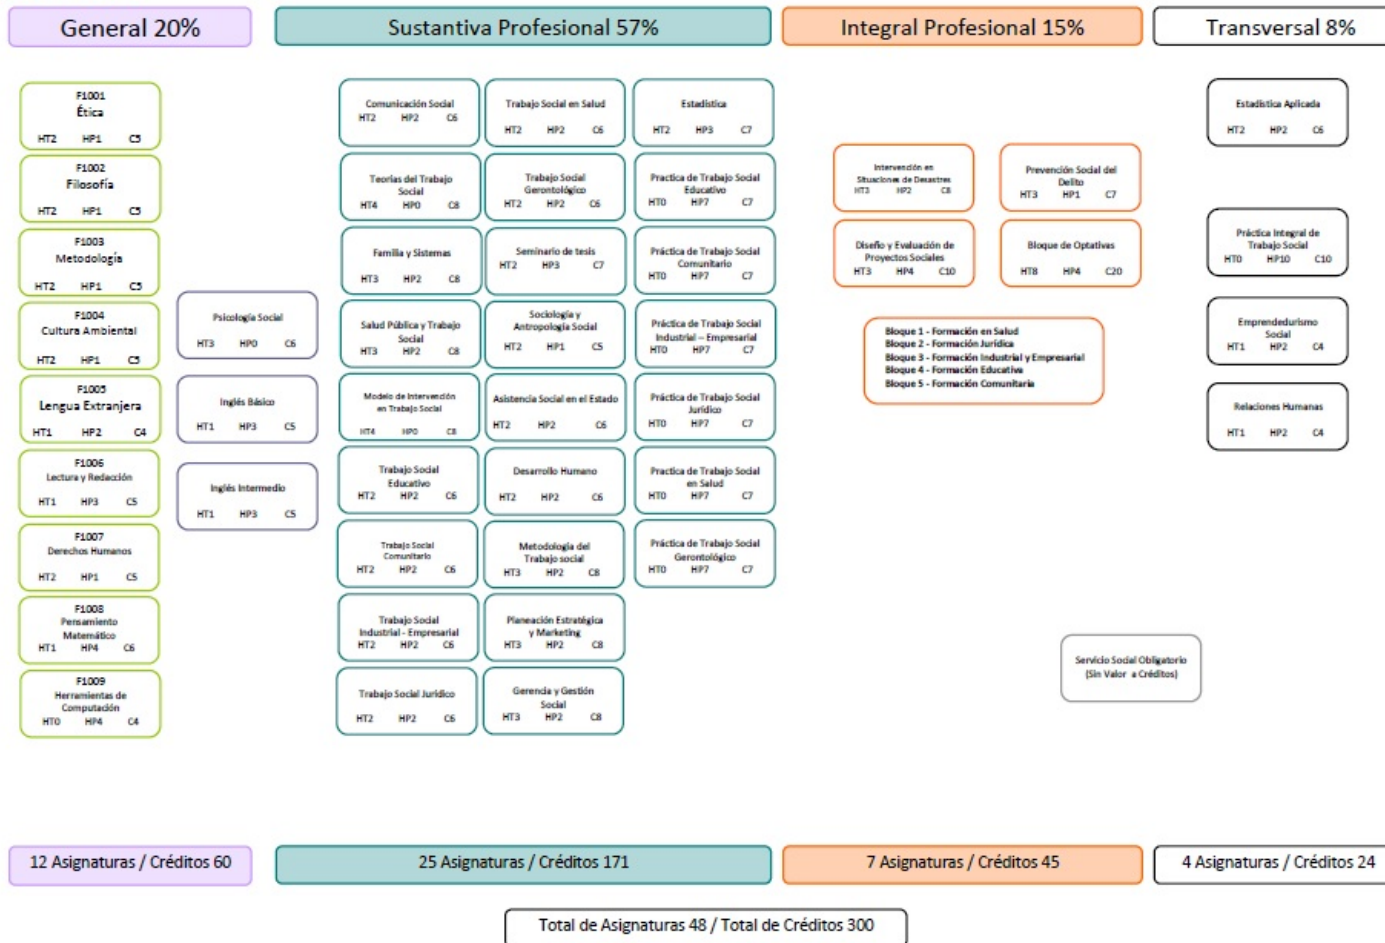 General 20%
Sustantiva Profesional 57%
Integral Profesional 15%
Transversal 8%
F1001
Ética
HT2 HP1 C5
F1002
Filosofía
HT2 HP1 C5
F1003
Metodología
HT2 HP1 C5
F1004
Cultura Ambiental
HT2 HP1 C5
F1005
Lengua Extranjera
HT1 HP2 C4
F1006
Lectura y Redacción
HT1 HP3 C5
F1007
Derechos Humanos
HT2 HP1 C5
F1008
Pensamiento
Matemático
HT1 HP4 C6
F1009
Herramientas de
Computación
HT0 HP4 C4
Psicología Social
HT3 HP0 C6
Inglés Básico
HT1 HP3 C5
Inglés Intermedio
HT1 HP3 C5
Comunicación Social
HT2 HP2 C6
Teorías del Trabajo
Social
HT4 HP0 C8
Familia y Sistemas
HT3 HP2 C8
Salud Pública y Trabajo
Social
HT3 HP2 C8
Modelo de Intervención
en Trabajo Social
HT4 HP0 C8
Trabajo Social
Educativo
HT2 HP2 C6
Trabajo Social
Comunitario
HT2 HP2 C6
Trabajo Social
Industrial - Empresarial
HT2 HP2 C6
Trabajo Social Jurídico
HT2 HP2 C6
Trabajo Social en Salud
HT2 HP2 C6
Trabajo Social
Gerontológico
HT2 HP2 C6
Seminario de tesis
HT2 HP3 C7
Sociología y
Antropología Social
HT2 HP1 C5
Asistencia Social en el Estado
HT2 HP2 C6
Desarrollo Humano
HT2 HP2 C6
Metodología del
Trabajo social
HT3 HP2 C8
Planeación Estratégica
y Marketing
HT3 HP2 C8
Gerencia y Gestión
Social
HT3 HP2 C8
Estadística
HT2 HP3 C7
Practica de Trabajo Social
Educativo
HT0 HP7 C7
Práctica de Trabajo Social
Comunitario
HT0 HP7 C7
Práctica de Trabajo Social
Industrial – Empresarial
HT0 HP7 C7
Práctica de Trabajo Social
Jurídico
HT0 HP7 C7
Practica de Trabajo Social
en Salud
HT0 HP7 C7
Práctica de Trabajo Social
Gerontológico
HT0 HP7 C7
Intervención en
Situaciones de Desastres
HT3 HP2 C8
Prevención Social del
Delito
HT3 HP1 C7
Diseño y Evaluación de
Proyectos Sociales
HT3 HP4 C10
Bloque de Optativas
HT8 HP4 C20
Bloque 1 - Formación en Salud
Bloque 2 - Formación Jurídica
Bloque 3 - Formación Industrial y Empresarial
Bloque 4 - Formación Educativa
Bloque 5 - Formación Comunitaria
Estadística Aplicada
HT2 HP2 C6
Práctica Integral de
Trabajo Social
HT0 HP10 C10
Emprendedurismo
Social
HT1 HP2 C4
Relaciones Humanas
HT1 HP2 C4
Servicio Social Obligatorio
(Sin Valor a Créditos)
12 Asignaturas / Créditos 60
25 Asignaturas / Créditos 171
7 Asignaturas / Créditos 45
4 Asignaturas / Créditos 24
Total de Asignaturas 48 / Total de Créditos 300